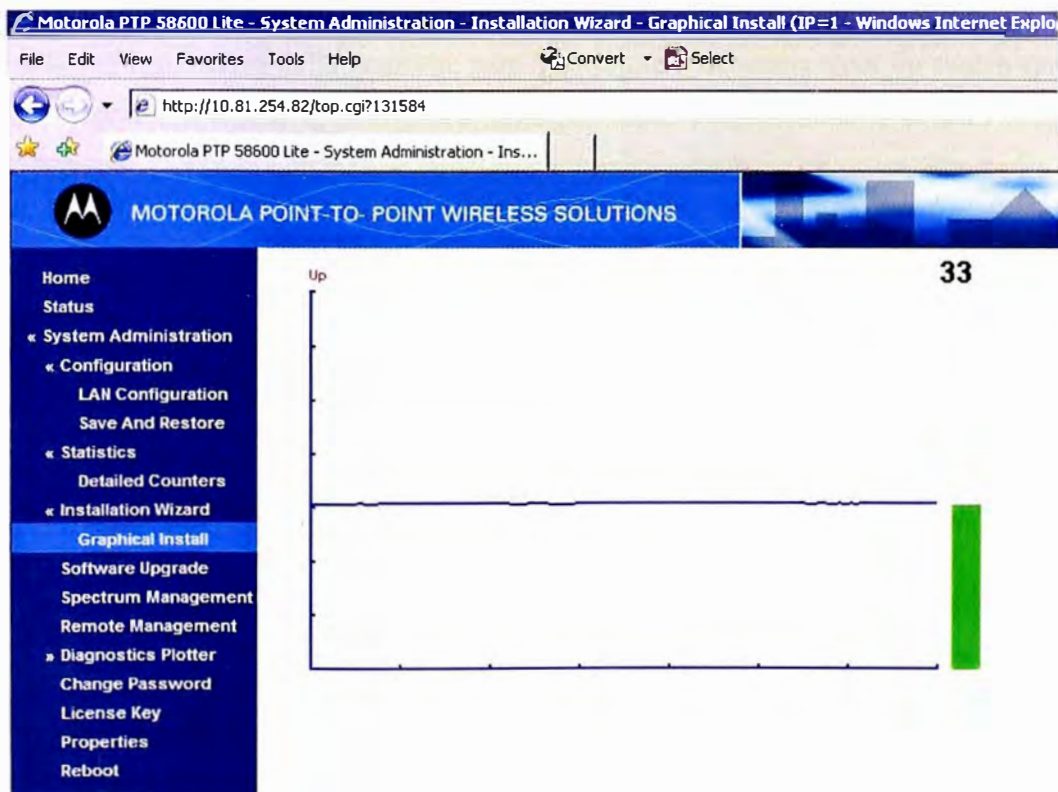 Motorola PTP 58600 Lite - System Administration - Installation Wizard - Graphical Install (IP=1 - Windows Internet Explo
File Edit View Favorites Tools Help Convert Select
http://10.81.254.82/top.cgi?131584
Motorola PTP 58600 Lite - System Administration - Ins...
MOTOROLA POINT-TO- POINT WIRELESS SOLUTIONS
Home
Status
« System Administration
« Configuration
LAN Configuration
Save And Restore
« Statistics
Detailed Counters
« Installation Wizard
Graphical Install
Software Upgrade
Spectrum Management
Remote Management
» Diagnostics Plotter
Change Password
License Key
Properties
Reboot
Up
33